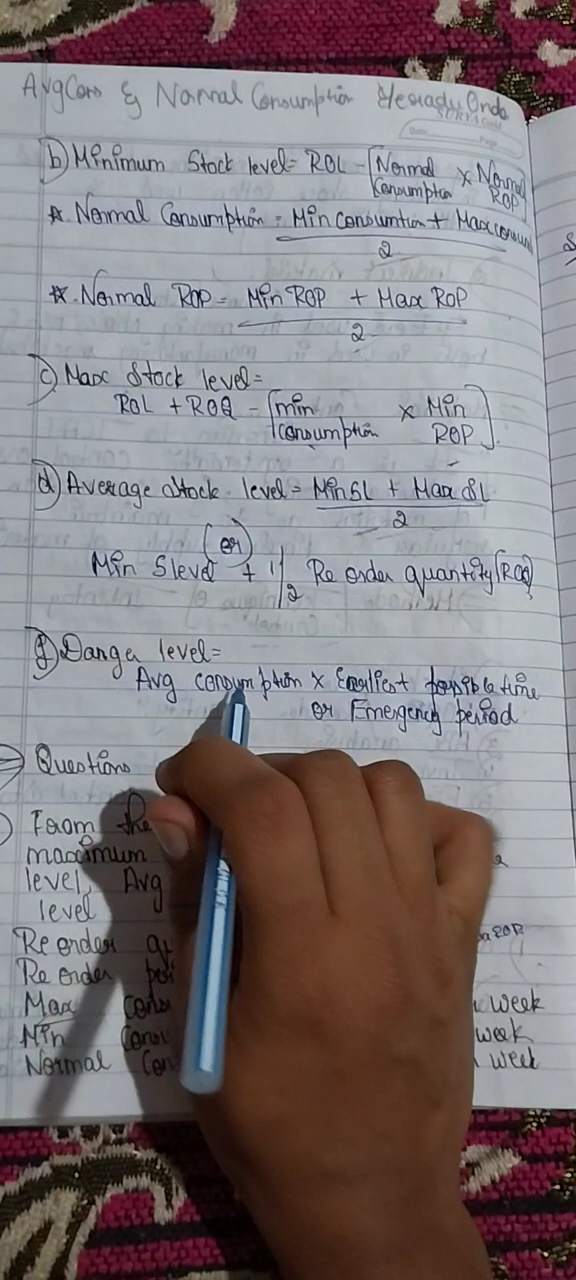 Avg Cons & Normal Consumption
b) Minimum Stock level = ROL - [Normal Consumption × Normal ROP]
* Normal Consumption = Min consumtion + Max consum
2
* Normal ROP = Min ROP + Max ROP
2
c) Max Stock level =
ROL + ROQ - [min consumption × Min ROP]
d) Average stock level = Min SL + Max SL
2
(or)
Min S level + 1/2 Re order quantity (ROQ)
Danger level =
Avg consumption × Earliest possible time
or Emergency period
Questions
From the
maximum
level, Avg
level
Re order
Re order
Max Cons week
Min Cons week
Normal Con week